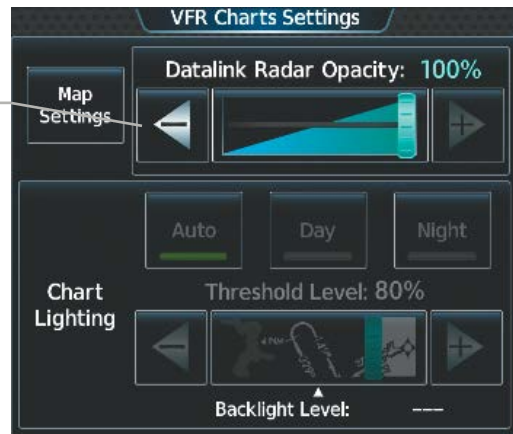 VFR Charts Settings
Map
Settings
Datalink Radar Opacity: 100%
Auto
Day
Night
Chart
Lighting
Threshold Level: 80%
Backlight Level: ---